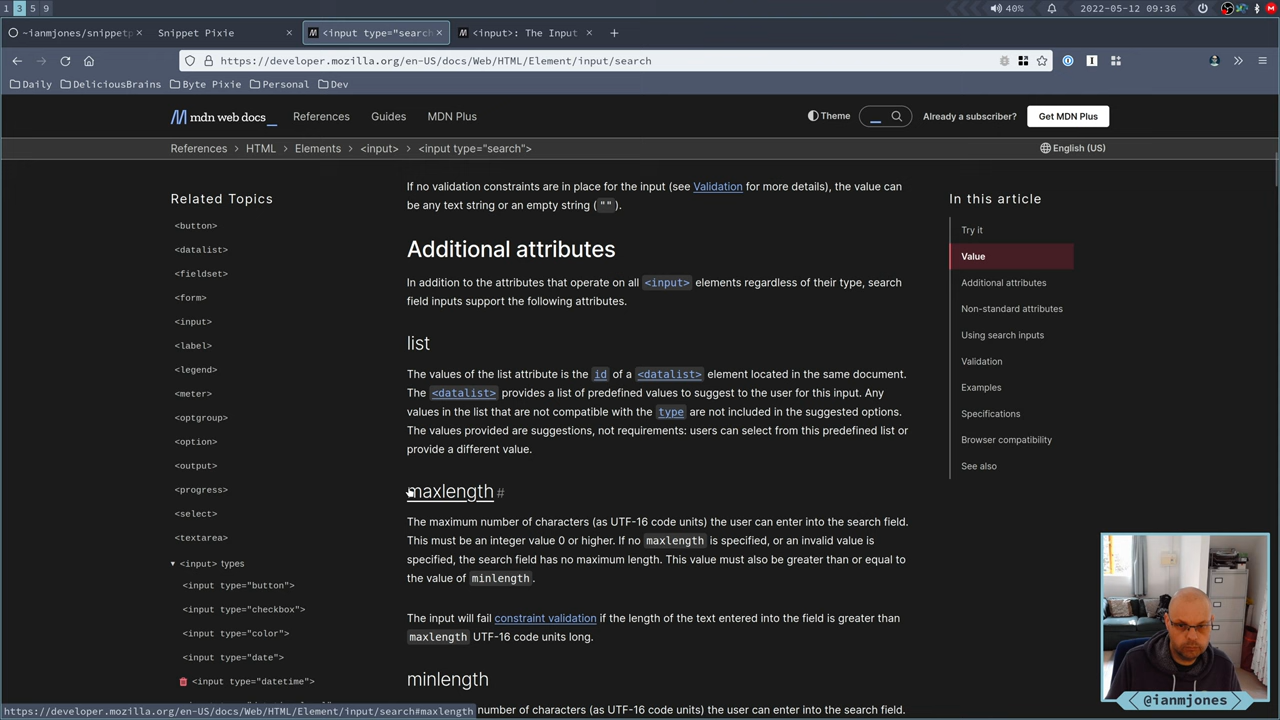 1 3 5 9
40%
2022-05-12 09:36
~ianmjones/snippetp
Snippet Pixie
<input type="search
<input>: The Input
https://developer.mozilla.org/en-US/docs/Web/HTML/Element/input/search
Daily
DeliciousBrains
Byte Pixie
Personal
Dev
mdn web docs_
References
Guides
MDN Plus
Theme
Already a subscriber?
Get MDN Plus
References
HTML
Elements
<input>
<input type="search">
English (US)
Related Topics
<button>
<datalist>
<fieldset>
<form>
<input>
<label>
<legend>
<meter>
<optgroup>
<option>
<output>
<progress>
<select>
<textarea>
<input> types
<input type="button">
<input type="checkbox">
<input type="color">
<input type="date">
<input type="datetime">
If no validation constraints are in place for the input (see Validation for more details), the value can
be any text string or an empty string ("").
Additional attributes
In addition to the attributes that operate on all <input> elements regardless of their type, search
field inputs support the following attributes.
list
The values of the list attribute is the id of a <datalist> element located in the same document.
The <datalist> provides a list of predefined values to suggest to the user for this input. Any
values in the list that are not compatible with the type are not included in the suggested options.
The values provided are suggestions, not requirements: users can select from this predefined list or
provide a different value.
maxlength #
The maximum number of characters (as UTF-16 code units) the user can enter into the search field.
This must be an integer value 0 or higher. If no maxlength is specified, or an invalid value is
specified, the search field has no maximum length. This value must also be greater than or equal to
the value of minlength.
The input will fail constraint validation if the length of the text entered into the field is greater than
maxlength UTF-16 code units long.
minlength
number of characters (as UTF-16 code units) the user can enter into the search field.
In this article
Try it
Value
Additional attributes
Non-standard attributes
Using search inputs
Validation
Examples
Specifications
Browser compatibility
See also
https://developer.mozilla.org/en-US/docs/Web/HTML/Element/input/search#maxlength
@ianmjones